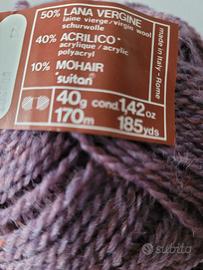 50% LANA VERGINE
laine vierge/virgin wool
schurwolle
40% ACRILICO*
acrylique/acrylic
polyacryl
10% MOHAIR
"sultan"
40g cond. 1,42 oz
170m 185 yds
made in Italy - Rome
subito